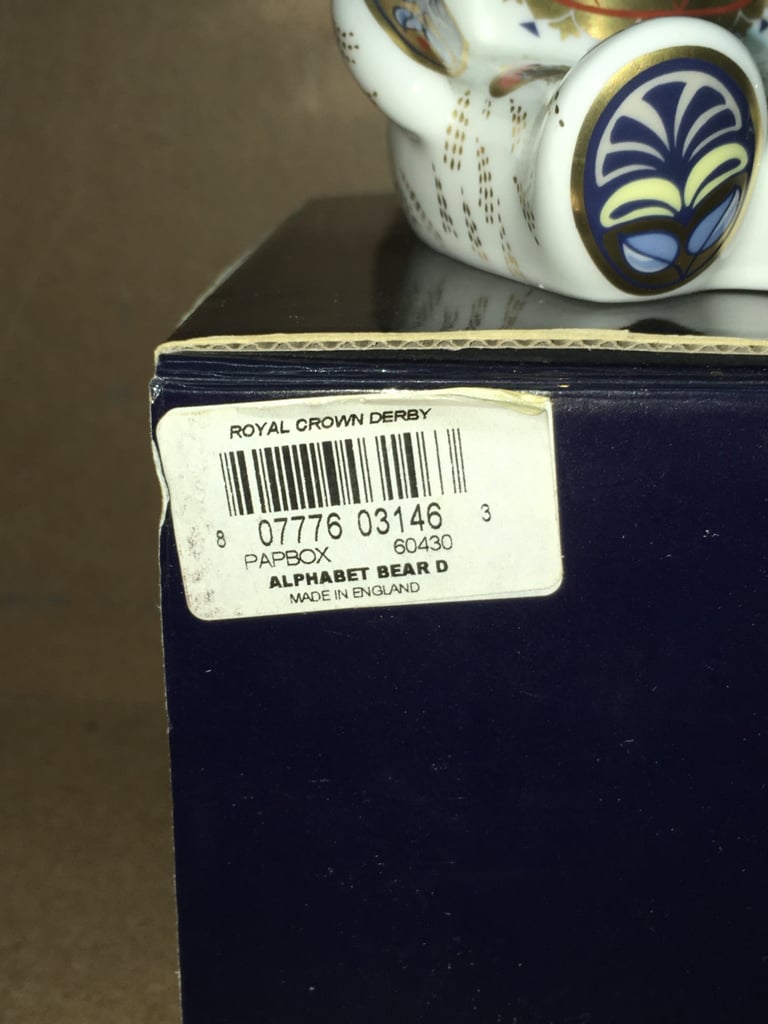 ROYAL CROWN DERBY
8 07776 03146 3
PAPBOX 60430
ALPHABET BEAR D
MADE IN ENGLAND